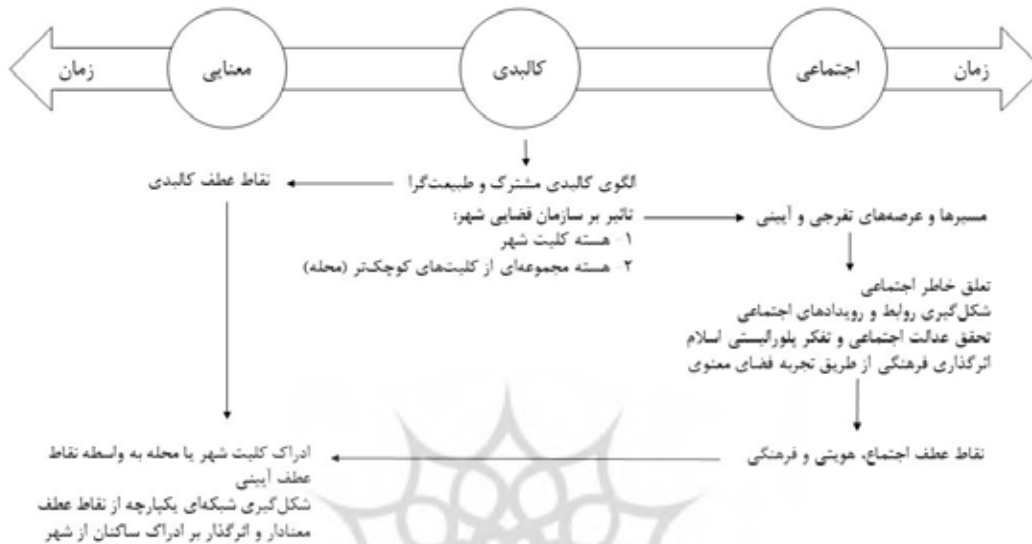 زمان
اجتماعی
کالبدی
معنایی
زمان
الگوی کالبدی مشترک و طبیعت‌گرا
نقاط عطف کالبدی
تاثیر بر سازمان فضایی شهر:
۱- هسته کلیت شهر
۲- هسته مجموعه‌ای از کلیت‌های کوچک‌تر (محله)
مسیرها و عرصه‌های تفرجی و آیینی
تعلق خاطر اجتماعی
شکل‌گیری روابط و رویدادهای اجتماعی
تحقق عدالت اجتماعی و تفکر پلورالیستی اسلام
اثرگذاری فرهنگی از طریق تجربه فضای معنوی
نقاط عطف اجتماع، هویتی و فرهنگی
ادراک کلیت شهر یا محله به واسطه نقاط
عطف آیینی
شکل‌گیری شبکه‌ای یکپارچه از نقاط عطف
معنادار و اثرگذار بر ادراک ساکنان از شهر